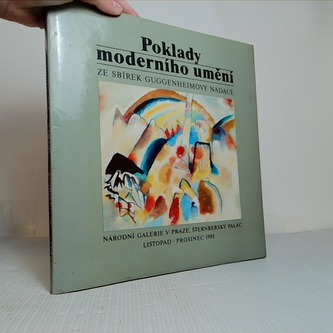 Poklady
moderního umění
ZE SBÍREK GUGGENHEIMOVY NADACE
NÁRODNÍ GALERIE V PRAZE, ŠTERNBERSKÝ PALÁC
LISTOPAD - PROSINEC 1988